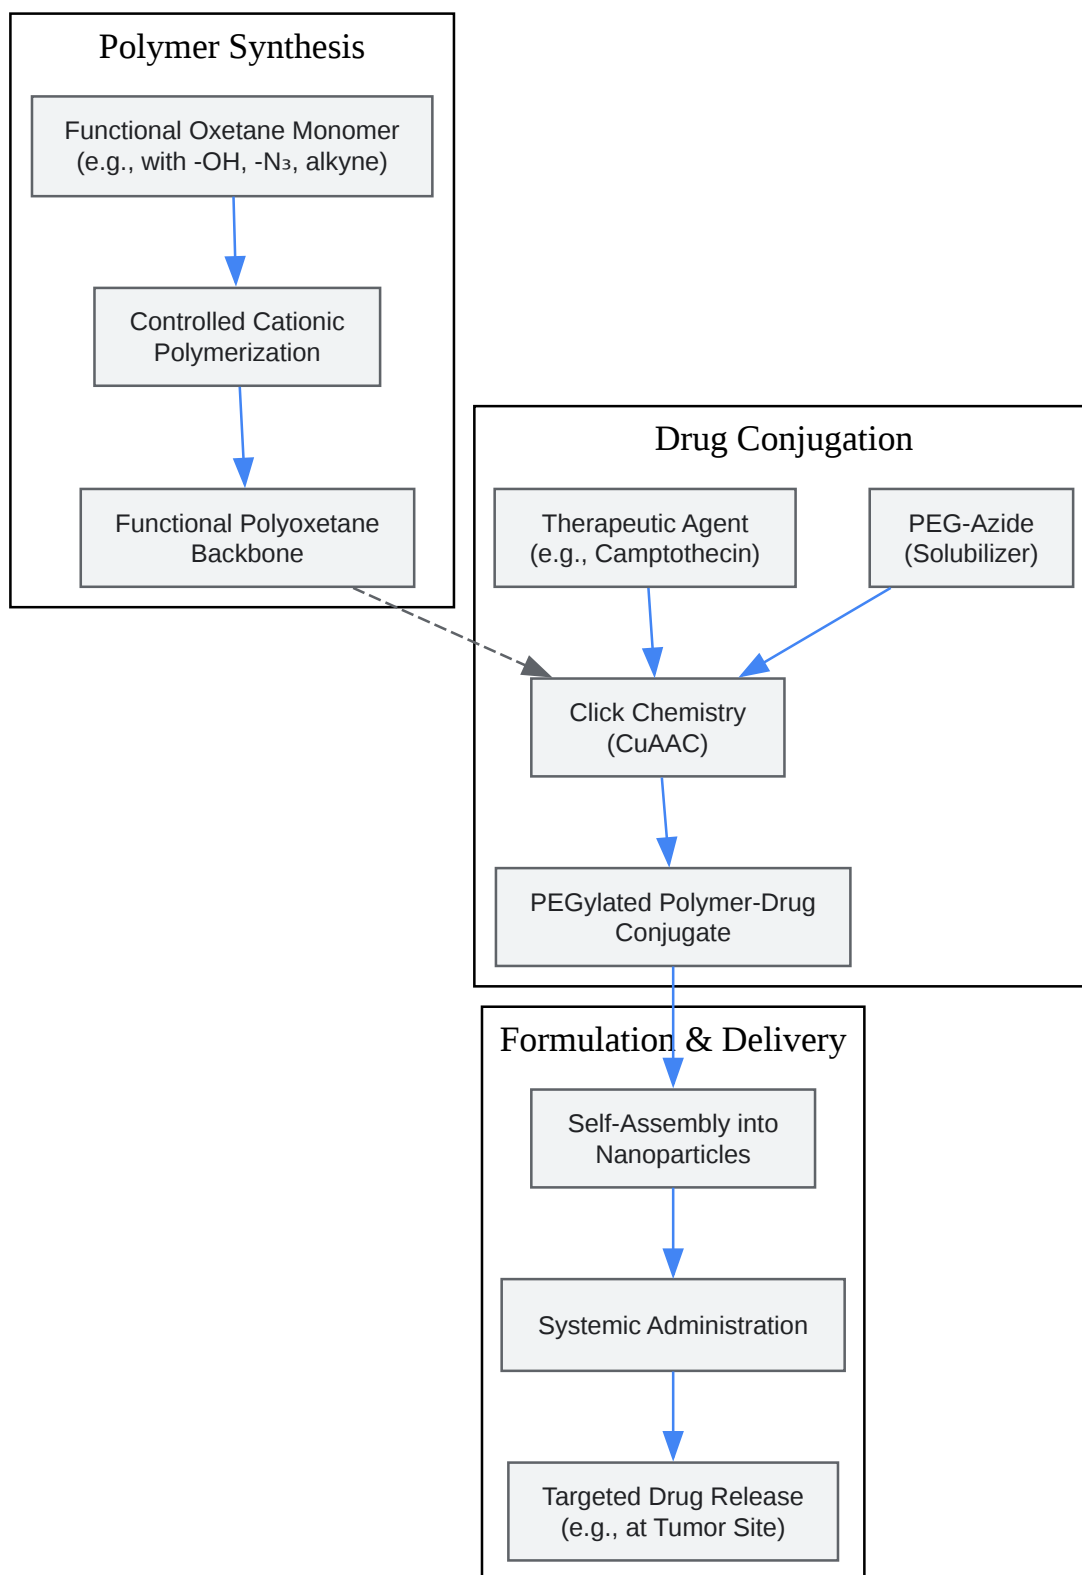 Polymer Synthesis
Functional Oxetane Monomer
(e.g., with -OH, -N₃, alkyne)
Controlled Cationic
Polymerization
Functional Polyoxetane
Backbone
Drug Conjugation
Therapeutic Agent
(e.g., Camptothecin)
PEG-Azide
(Solubilizer)
Click Chemistry
(CuAAC)
PEGylated Polymer-Drug
Conjugate
Formulation & Delivery
Self-Assembly into
Nanoparticles
Systemic Administration
Targeted Drug Release
(e.g., at Tumor Site)